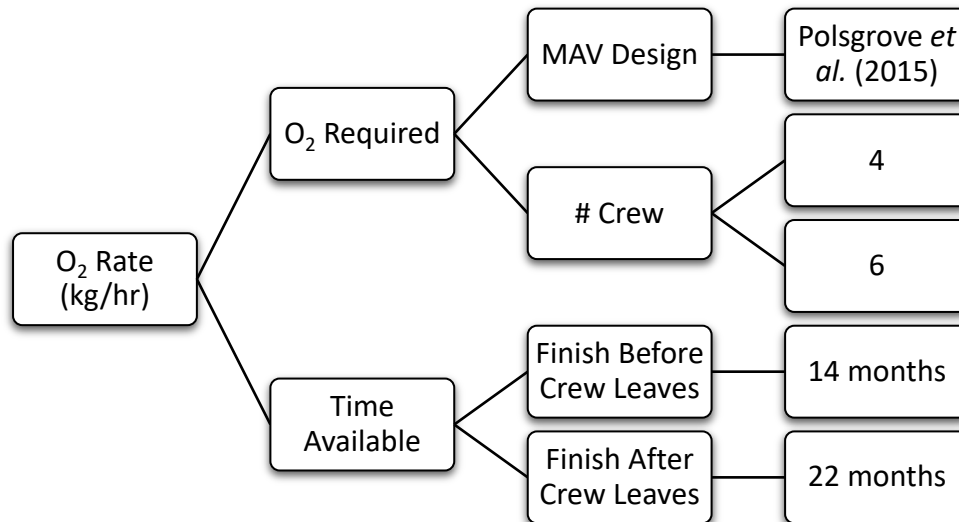 O₂ Rate
(kg/hr)
O₂ Required
MAV Design
Polsgrove et
al. (2015)
# Crew
4
6
Time
Available
Finish Before
Crew Leaves
14 months
Finish After
Crew Leaves
22 months